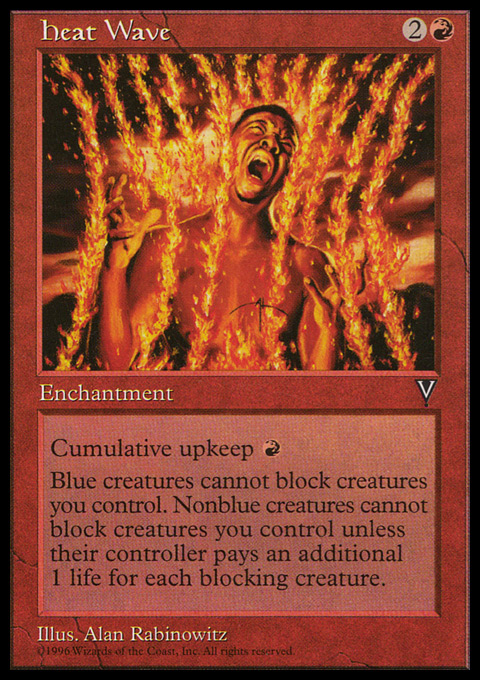 Heat Wave 2
Enchantment V
Cumulative upkeep
Blue creatures cannot block creatures
you control. Nonblue creatures cannot
block creatures you control unless
their controller pays an additional
1 life for each blocking creature.
Illus. Alan Rabinowitz
©1996 Wizards of the Coast, Inc. All rights reserved.